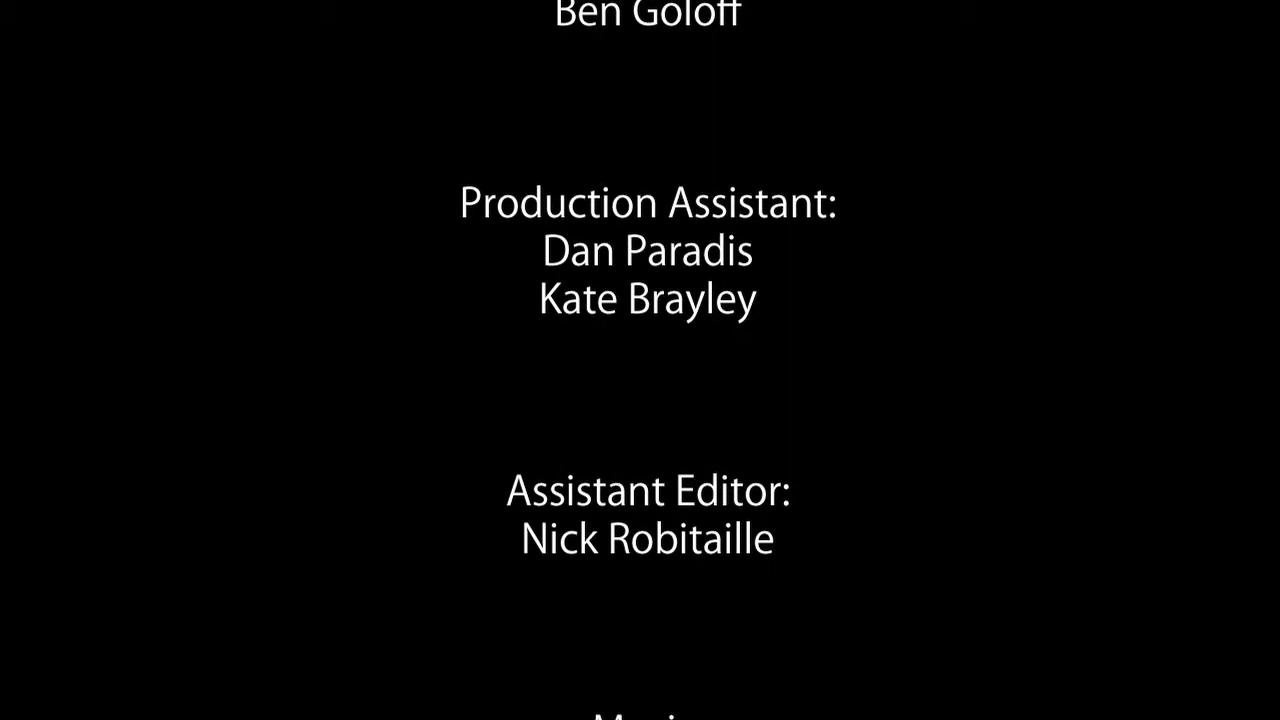 Ben Goloff
Production Assistant:
Dan Paradis
Kate Brayley
Assistant Editor:
Nick Robitaille